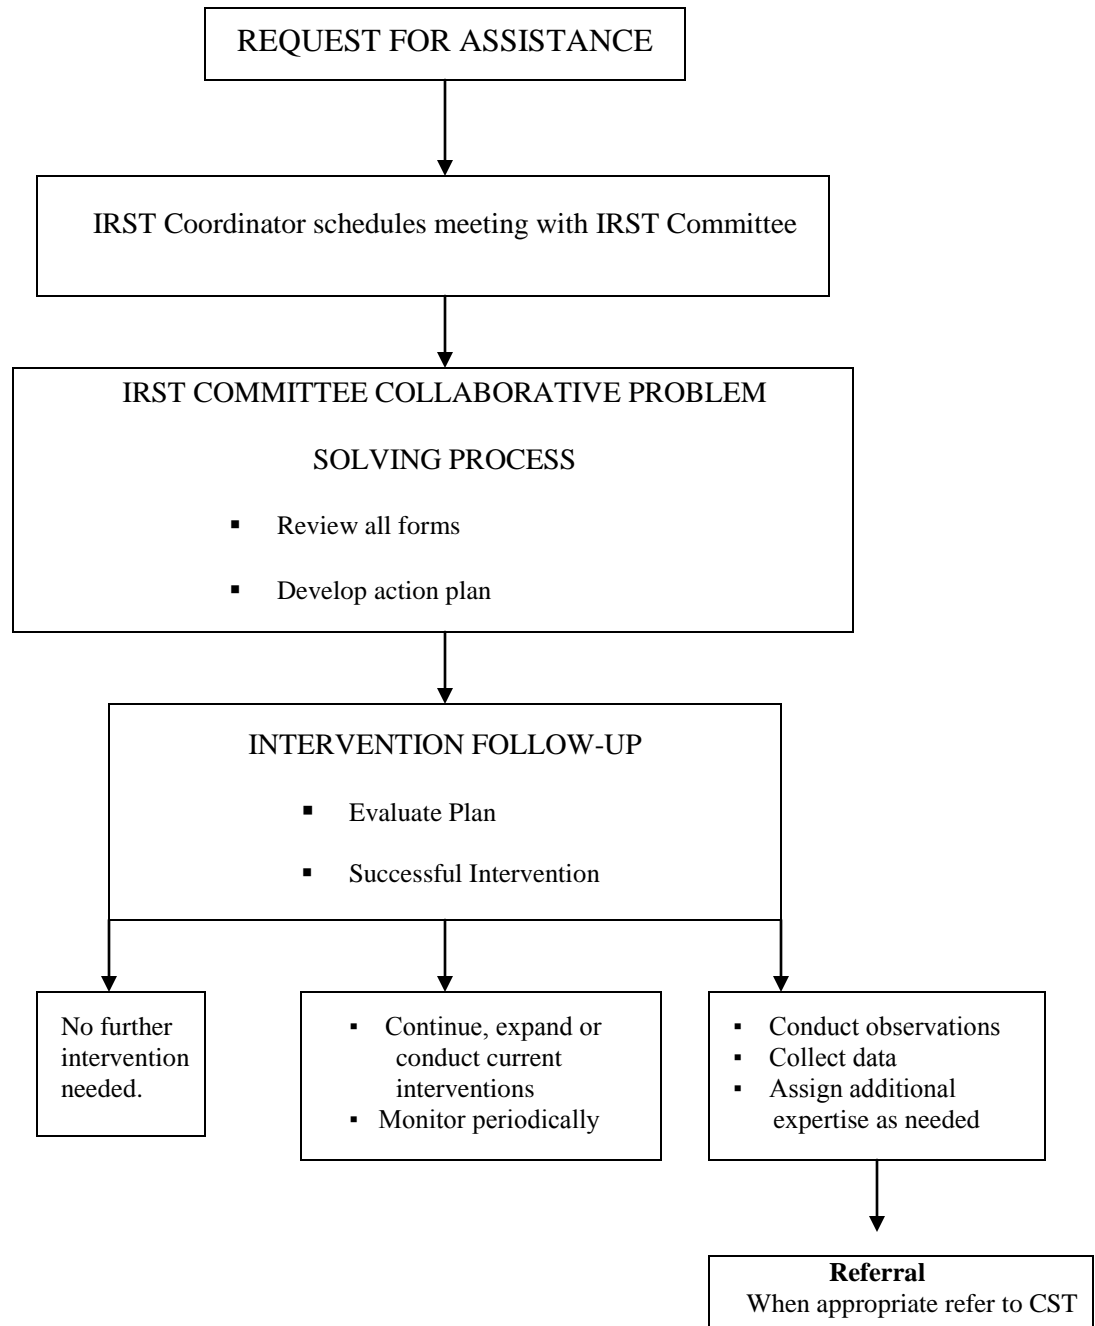 REQUEST FOR ASSISTANCE
IRST Coordinator schedules meeting with IRST Committee
IRST COMMITTEE COLLABORATIVE PROBLEM
SOLVING PROCESS
▪ Review all forms
▪ Develop action plan
INTERVENTION FOLLOW-UP
▪ Evaluate Plan
▪ Successful Intervention
No further
intervention
needed.
▪ Continue, expand or
conduct current
interventions
▪ Monitor periodically
▪ Conduct observations
▪ Collect data
▪ Assign additional
expertise as needed
Referral
When appropriate refer to CST